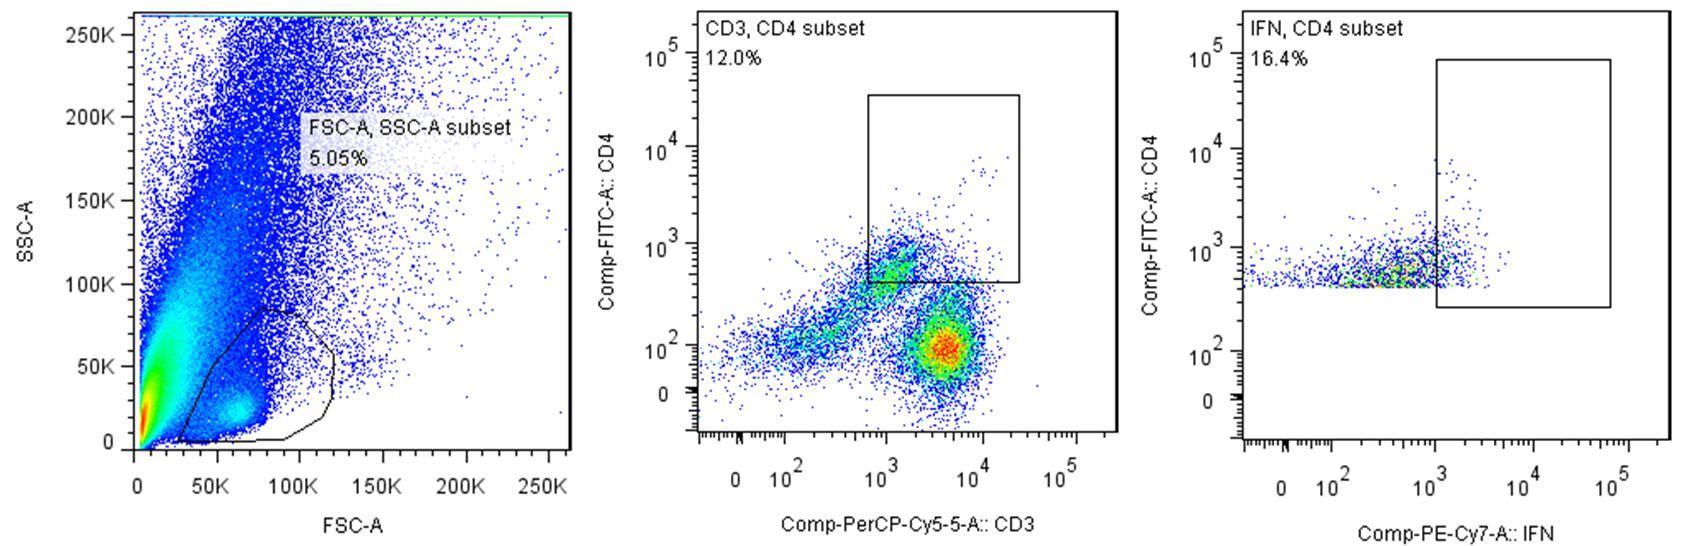 250K
200K
150K
100K
50K
0
SSC-A
FSC-A, SSC-A subset
5.05%
0 50K 100K 150K 200K 250K
FSC-A
CD3, CD4 subset
12.0%
10^5
10^4
10^3
10^2
0
Comp-FITC-A:: CD4
0 10^2 10^3 10^4 10^5
Comp-PerCP-Cy5-5-A:: CD3
IFN, CD4 subset
16.4%
10^5
10^4
10^3
10^2
0
Comp-FITC-A:: CD4
0 10^2 10^3 10^4 10^5
Comp-PE-Cy7-A:: IFN